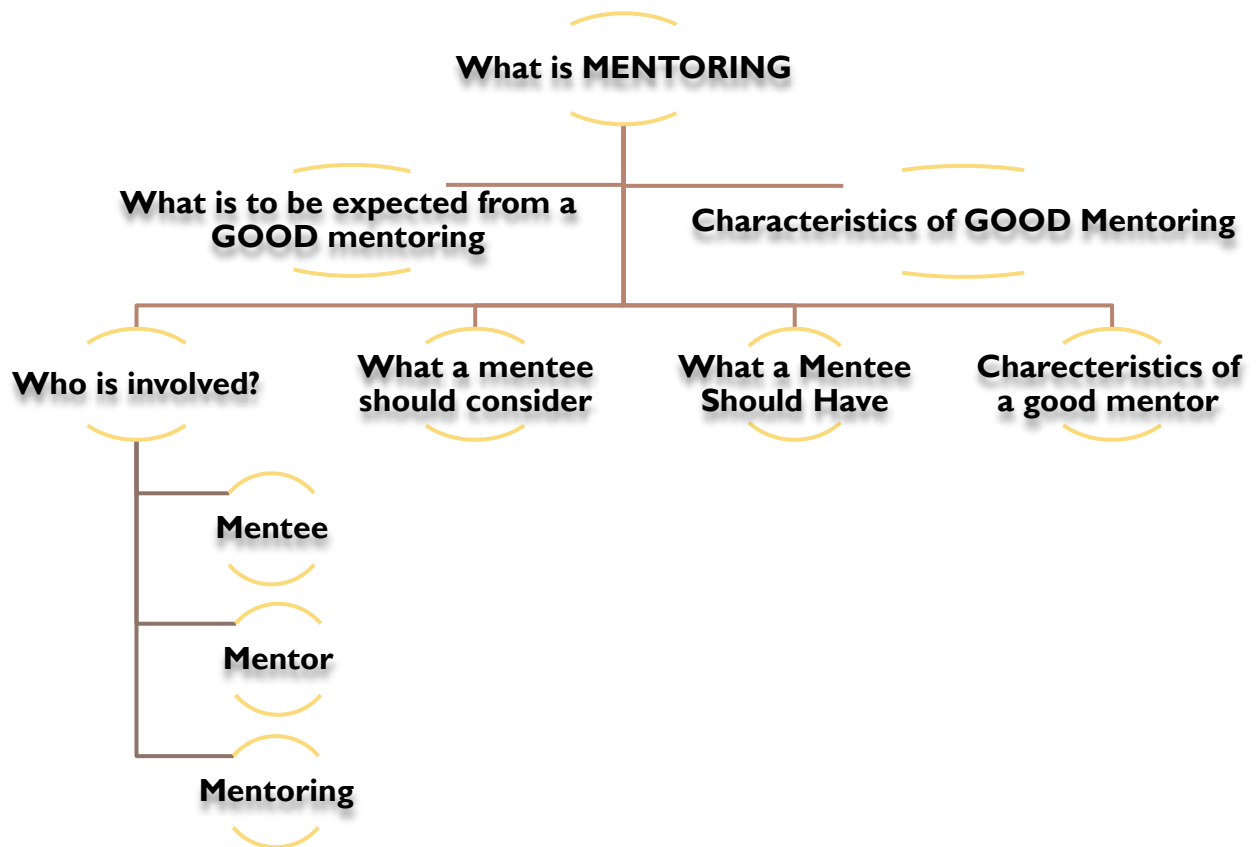 What is MENTORING
What is to be expected from a
GOOD mentoring
Characteristics of GOOD Mentoring
Who is involved?
What a mentee
should consider
What a Mentee
Should Have
Charecteristics of
a good mentor
Mentee
Mentor
Mentoring